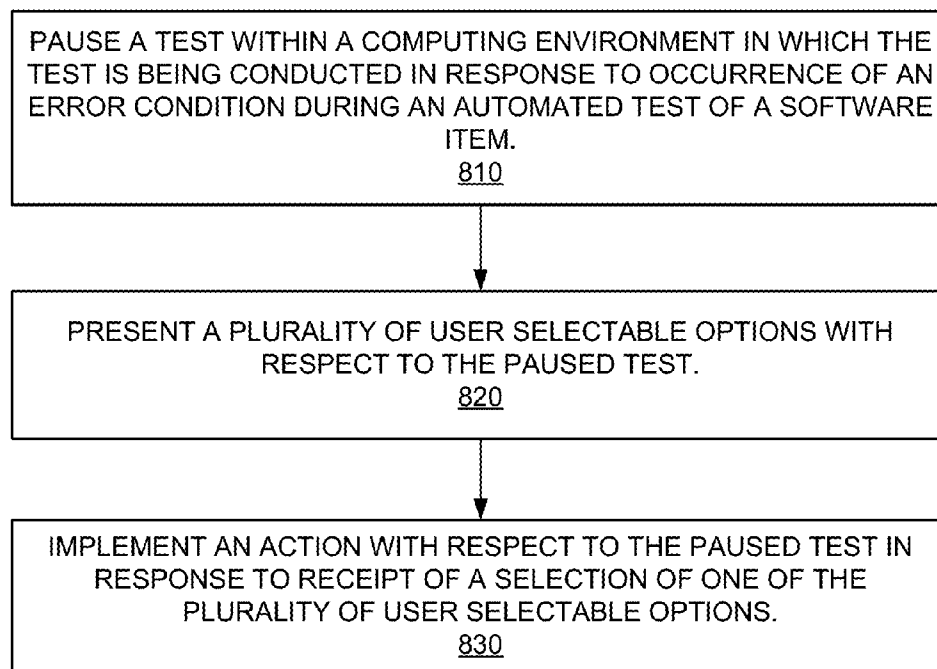 PAUSE A TEST WITHIN A COMPUTING ENVIRONMENT IN WHICH THE
TEST IS BEING CONDUCTED IN RESPONSE TO OCCURRENCE OF AN
ERROR CONDITION DURING AN AUTOMATED TEST OF A SOFTWARE
ITEM.
810
PRESENT A PLURALITY OF USER SELECTABLE OPTIONS WITH
RESPECT TO THE PAUSED TEST.
820
IMPLEMENT AN ACTION WITH RESPECT TO THE PAUSED TEST IN
RESPONSE TO RECEIPT OF A SELECTION OF ONE OF THE
PLURALITY OF USER SELECTABLE OPTIONS.
830